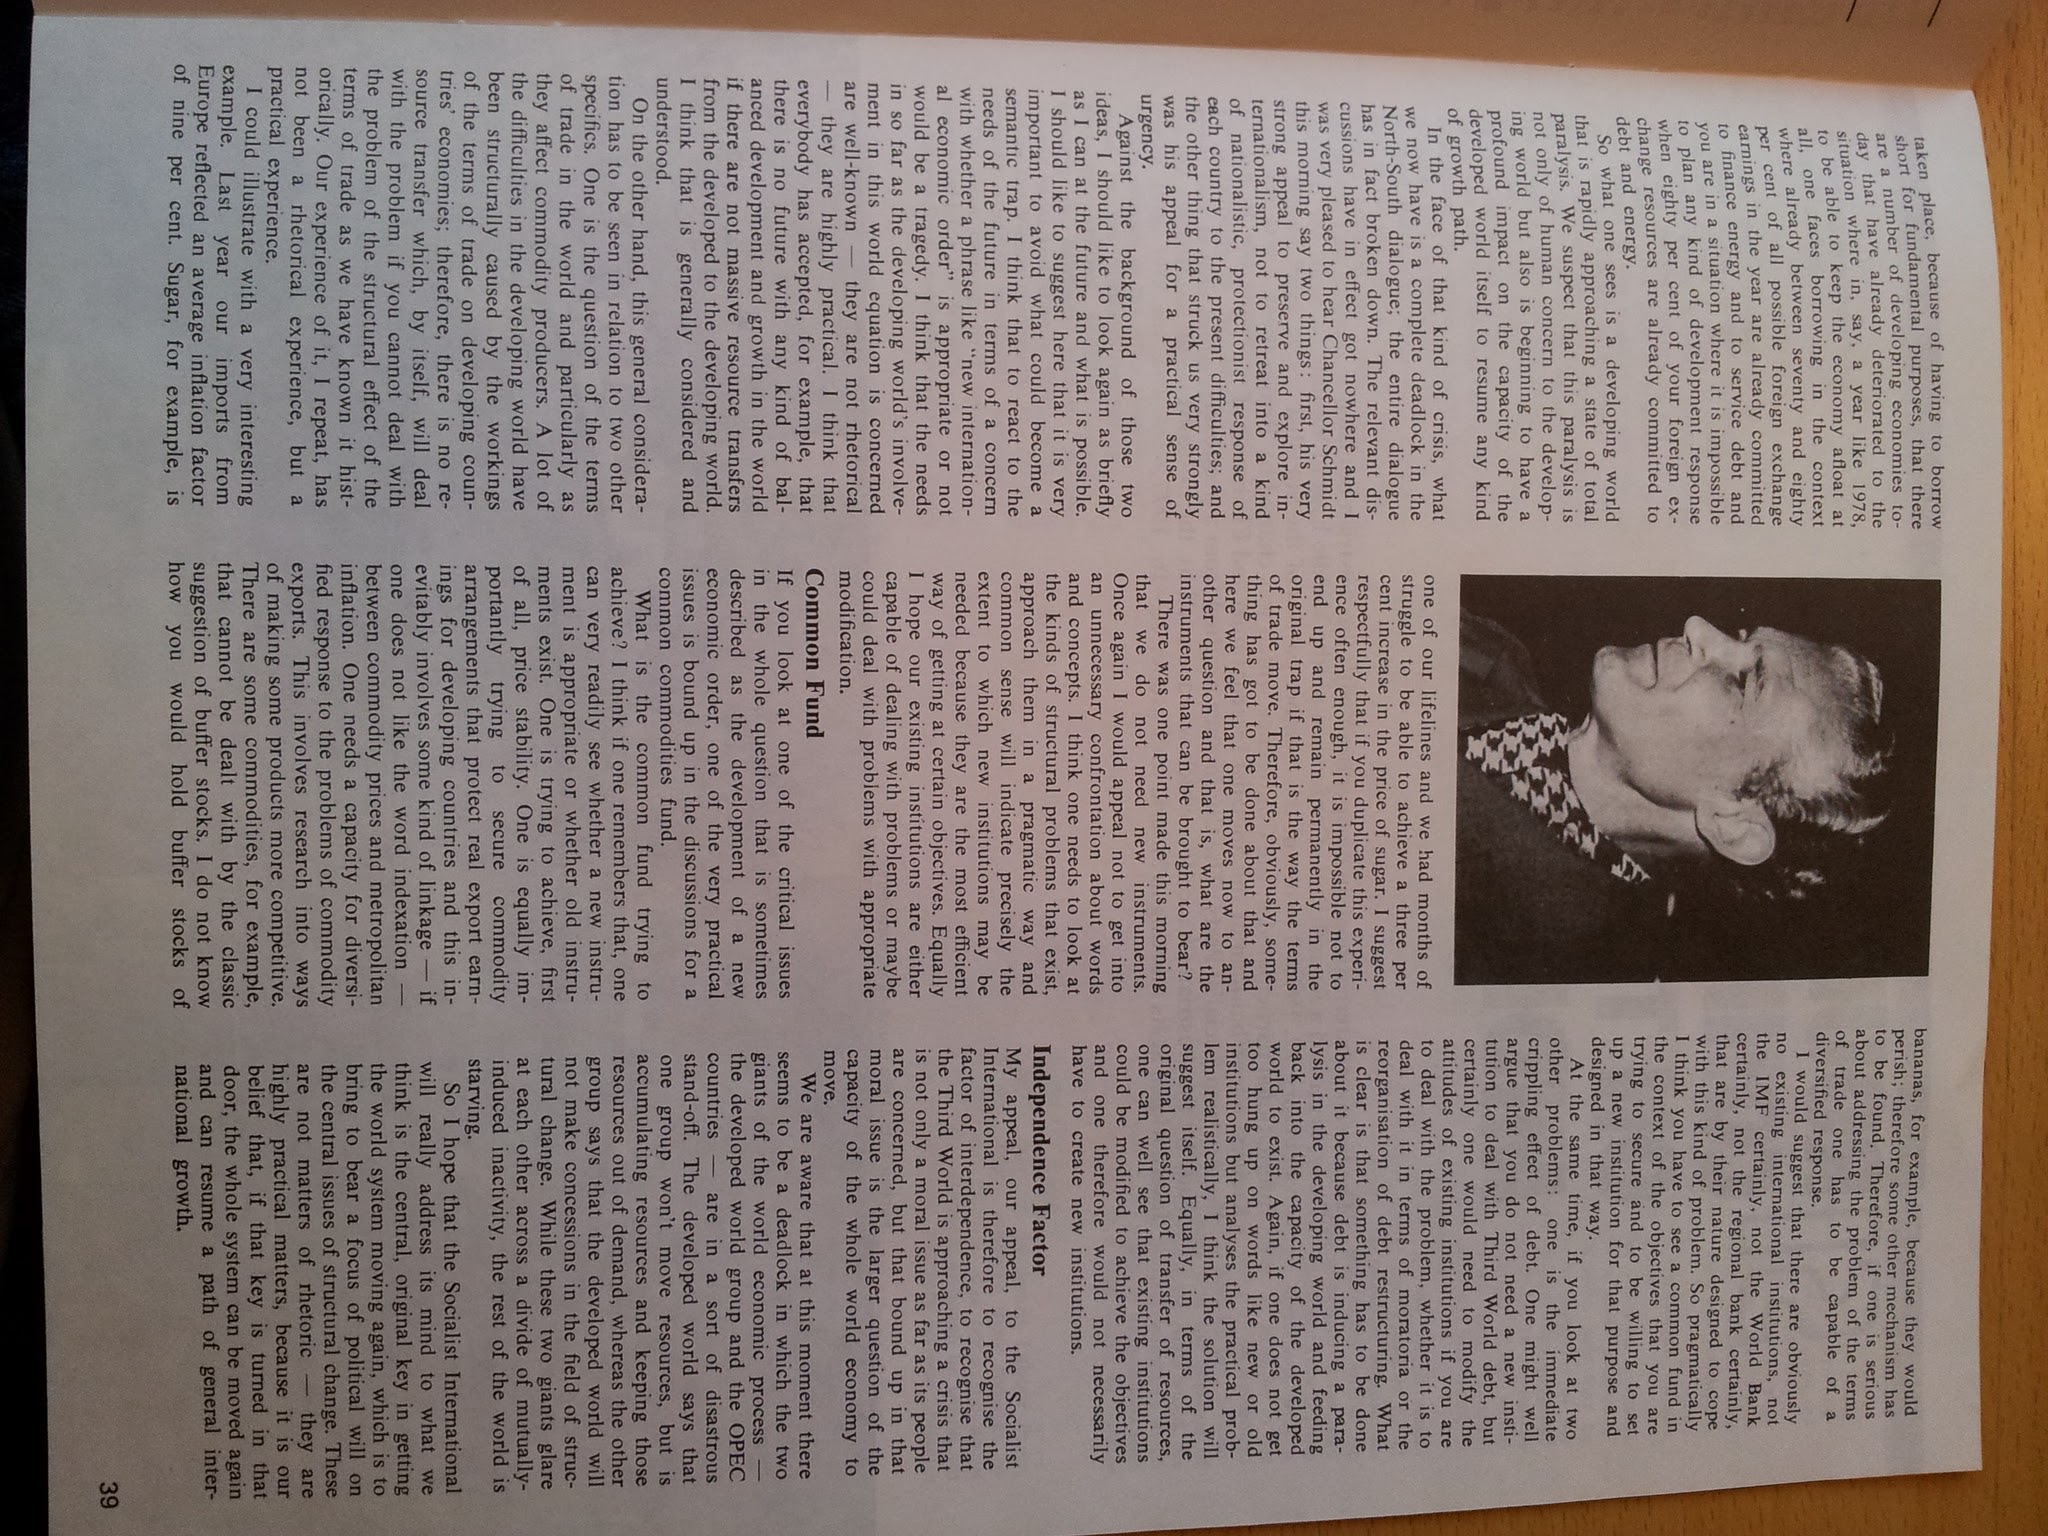 taken place, because of having to borrow
short for fundamental purposes, that there
are a number of developing economies to-
day that have already deteriorated to the
situation where in, say, a year like 1978,
to be able to keep the economy afloat at
all, one faces borrowing in the context
where already between seventy and eighty
per cent of all possible foreign exchange
earnings in the year are already committed
to finance energy and to service debt and
you are in a situation where it is impossible
to plan any kind of development response
when eighty per cent of your foreign ex-
change resources are already committed to
debt and energy.
So what one sees is a developing world
that is rapidly approaching a state of total
paralysis. We suspect that this paralysis is
not only of human concern to the develop-
ing world but also is beginning to have a
profound impact on the capacity of the
developed world itself to resume any kind
of growth path.
In the face of that kind of crisis, what
we now have is a complete deadlock in the
North-South dialogue; the entire dialogue
has in fact broken down. The relevant dis-
cussions have in effect got nowhere and I
was very pleased to hear Chancellor Schmidt
this morning say two things: first, his very
strong appeal to preserve and explore in-
ternationalism, not to retreat into a kind
of nationalistic, protectionist response of
each country to the present difficulties; and
the other thing that struck us very strongly
was his appeal for a practical sense of
urgency.
Against the background of those two
ideas, I should like to look again as briefly
as I can at the future and what is possible.
I should like to suggest here that it is very
important to avoid what could become a
semantic trap. I think that to react to the
needs of the future in terms of a concern
with whether a phrase like "new internation-
al economic order" is appropriate or not
would be a tragedy. I think that the needs
in so far as the developing world's involve-
ment in this world equation is concerned
are well-known — they are not rhetorical
— they are highly practical. I think that
everybody has accepted, for example, that
there is no future with any kind of bal-
anced development and growth in the world
if there are not massive resource transfers
from the developed to the developing world.
I think that is generally considered and
understood.
On the other hand, this general considera-
tion has to be seen in relation to two other
specifics. One is the question of the terms
of trade in the world and particularly as
they affect commodity producers. A lot of
the difficulties in the developing world have
been structurally caused by the workings
of the terms of trade on developing coun-
tries' economies; therefore, there is no re-
source transfer which, by itself, will deal
with the problem if you cannot deal with
the problem of the structural effect of the
terms of trade as we have known it hist-
orically. Our experience of it, I repeat, has
not been a rhetorical experience, but a
practical experience.
I could illustrate with a very interesting
example. Last year our imports from
Europe reflected an average inflation factor
of nine per cent. Sugar, for example, is
one of our lifelines and we had months of
struggle to be able to achieve a three per
cent increase in the price of sugar. I suggest
respectfully that if you duplicate this experi-
ence often enough, it is impossible not to
end up and remain permanently in the
original trap if that is the way the terms
of trade move. Therefore, obviously, some-
thing has got to be done about that and
here we feel that one moves now to an-
other question and that is, what are the
instruments that can be brought to bear?
There was one point made this morning
that we do not need new instruments.
Once again I would appeal not to get into
an unnecessary confrontation about words
and concepts. I think one needs to look at
the kinds of structural problems that exist,
approach them in a pragmatic way and
common sense will indicate precisely the
extent to which new institutions may be
needed because they are the most efficient
way of getting at certain objectives. Equally
I hope our existing institutions are either
capable of dealing with problems or maybe
could deal with problems with appropriate
modification.
Common Fund
If you look at one of the critical issues
in the whole question that is sometimes
described as the development of a new
economic order, one of the very practical
issues is bound up in the discussions for a
common commodities fund.
What is the common fund trying to
achieve? I think if one remembers that, one
can very readily see whether a new instru-
ment is appropriate or whether old instru-
ments exist. One is trying to achieve, first
of all, price stability. One is equally im-
portantly trying to secure commodity
arrangements that protect real export earn-
ings for developing countries and this in-
evitably involves some kind of linkage — if
one does not like the word indexation —
between commodity prices and metropolitan
inflation. One needs a capacity for diversi-
fied response to the problems of commodity
exports. This involves research into ways
of making some products more competitive.
There are some commodities, for example,
that cannot be dealt with by the classic
suggestion of buffer stocks. I do not know
how you would hold buffer stocks of
bananas, for example, because they would
perish; therefore some other mechanism has
to be found. Therefore, if one is serious
about addressing the problem of the terms
of trade one has to be capable of a
diversified response.
I would suggest that there are obviously
no existing international institutions, not
the IMF certainly, not the World Bank
certainly, not the regional bank certainly,
that are by their nature designed to cope
with this kind of problem. So pragmatically
I think you have to see a common fund in
the context of the objectives that you are
trying to secure and to be willing to set
up a new institution for that purpose and
designed in that way.
At the same time, if you look at two
other problems: one is the immediate
crippling effect of debt. One might well
argue that you do not need a new insti-
tution to deal with Third World debt, but
certainly one would need to modify the
attitudes of existing institutions if you are
to deal with the problem, whether it is to
deal with it in terms of moratoria or the
reorganisation of debt restructuring. What
is clear is that something has to be done
about it because debt is inducing a para-
lysis in the developing world and feeding
back into the capacity of the developed
world to exist. Again, if one does not get
too hung up on words like new or old
institutions but analyses the practical prob-
lem realistically, I think the solution will
suggest itself. Equally, in terms of the
original question of transfer of resources,
one can well see that existing institutions
could be modified to achieve the objectives
and one therefore would not necessarily
have to create new institutions.
Independence Factor
My appeal, our appeal, to the Socialist
International is therefore to recognise the
factor of interdependence, to recognise that
the Third World is approaching a crisis that
is not only a moral issue as far as its people
are concerned, but that bound up in that
moral issue is the larger question of the
capacity of the whole world economy to
move.
We are aware that at this moment there
seems to be a deadlock in which the two
giants of the world economic process —
the developed world group and the OPEC
countries — are in a sort of disastrous
stand-off. The developed world says that
one group won't move resources, but is
accumulating resources and keeping those
resources out of demand, whereas the other
group says that the developed world will
not make concessions in the field of struc-
tural change. While these two giants glare
at each other across a divide of mutually-
induced inactivity, the rest of the world is
starving.
So I hope that the Socialist International
will really address its mind to what we
think is the central, original key in getting
the world system moving again, which is to
bring to bear a focus of political will on
the central issues of structural change. These
are not matters of rhetoric — they are
highly practical matters, because it is our
belief that, if that key is turned in that
door, the whole system can be moved again
and can resume a path of general inter-
national growth.
39